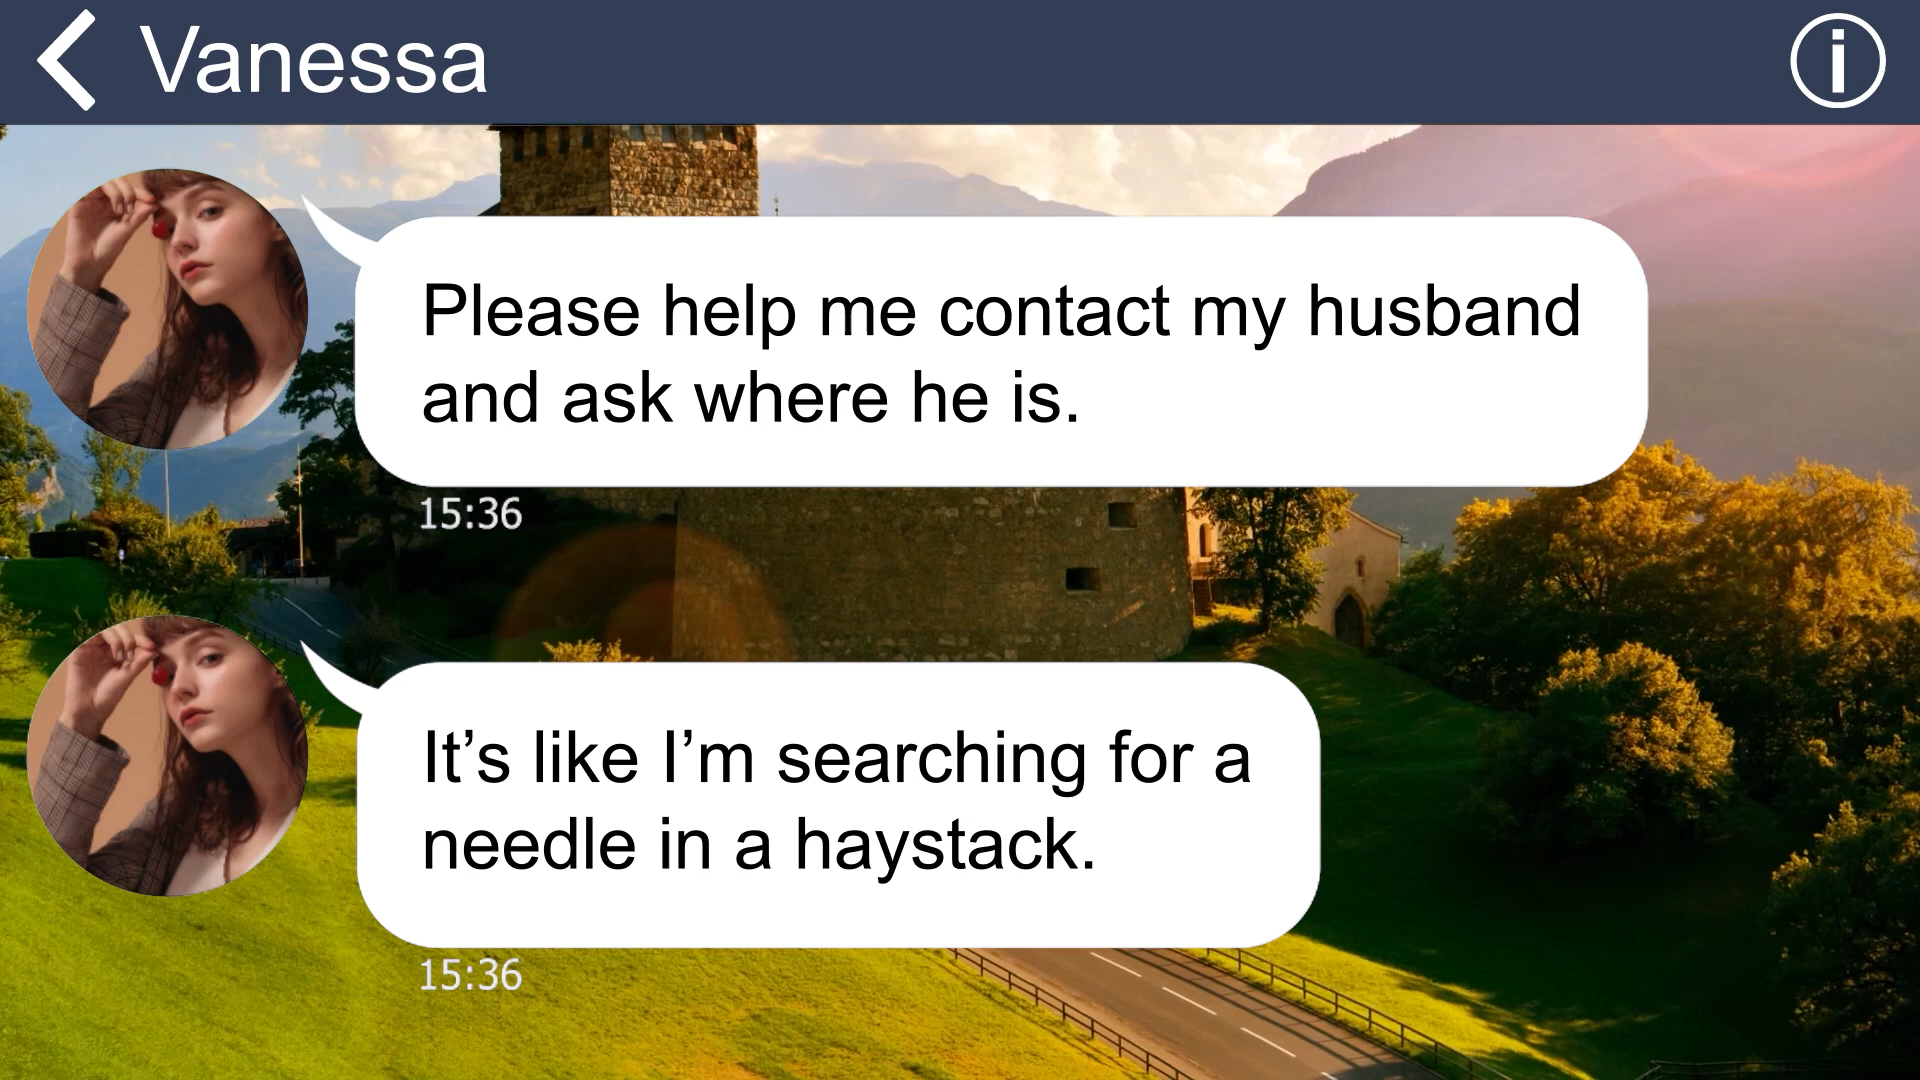 Vanessa
Please help me contact my husband
and ask where he is.
15:36
It’s like I’m searching for a
needle in a haystack.
15:36